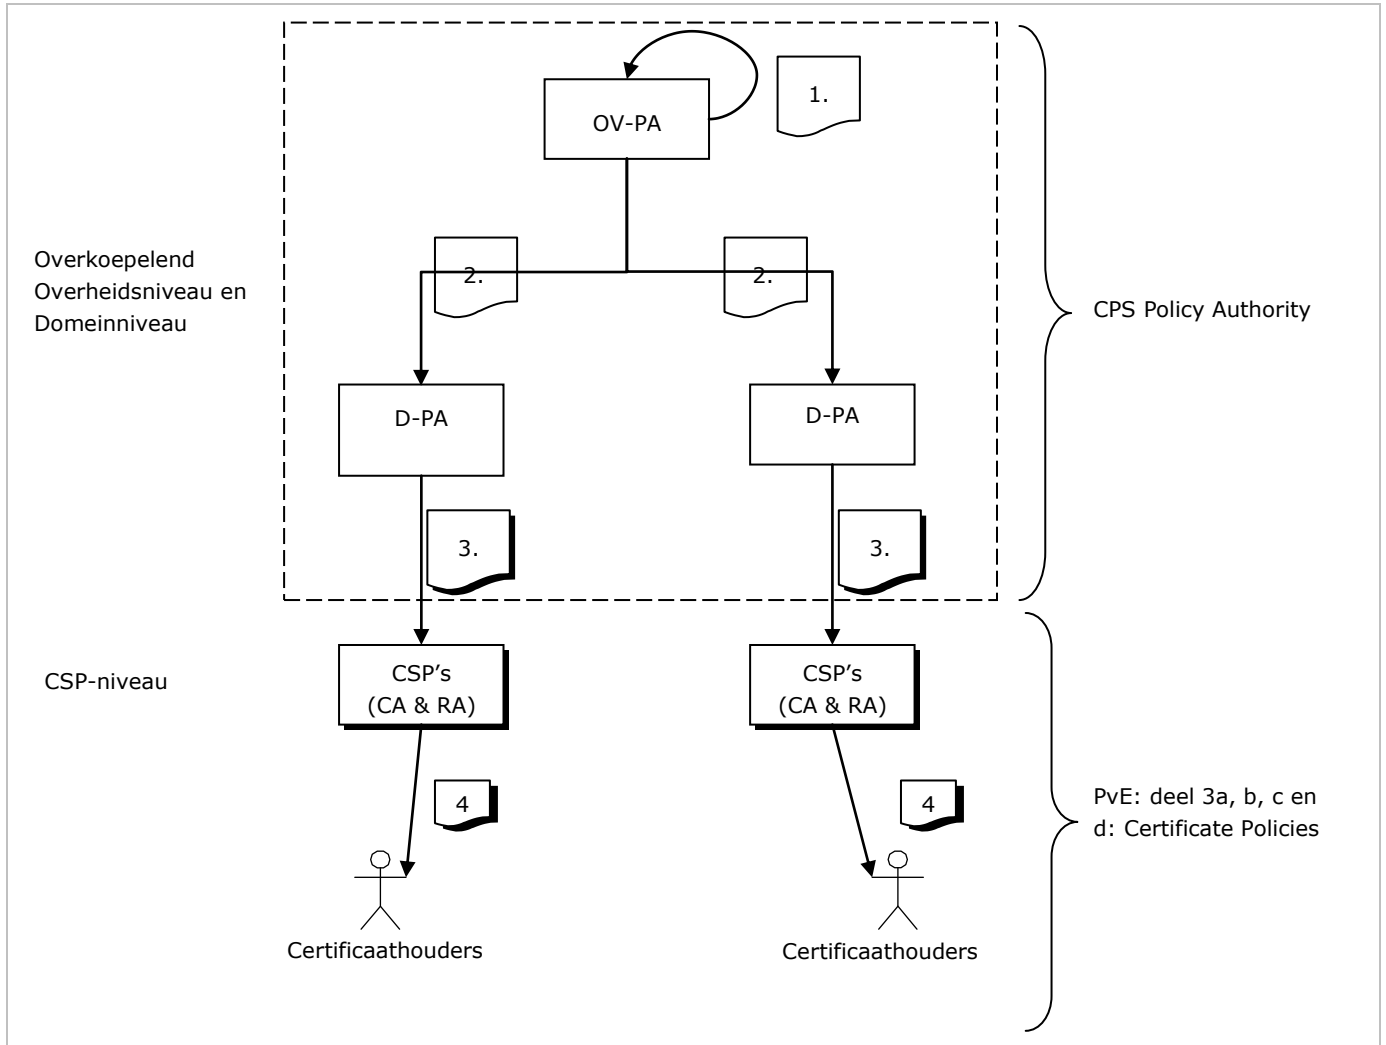 1.
OV-PA
Overkoepelend
Overheidsniveau en
Domeinniveau
2.
2.
CPS Policy Authority
D-PA
D-PA
3.
3.
CSP-niveau
CSP's
(CA & RA)
CSP's
(CA & RA)
4
4
PvE: deel 3a, b, c en
d: Certificate Policies
Certificaathouders
Certificaathouders